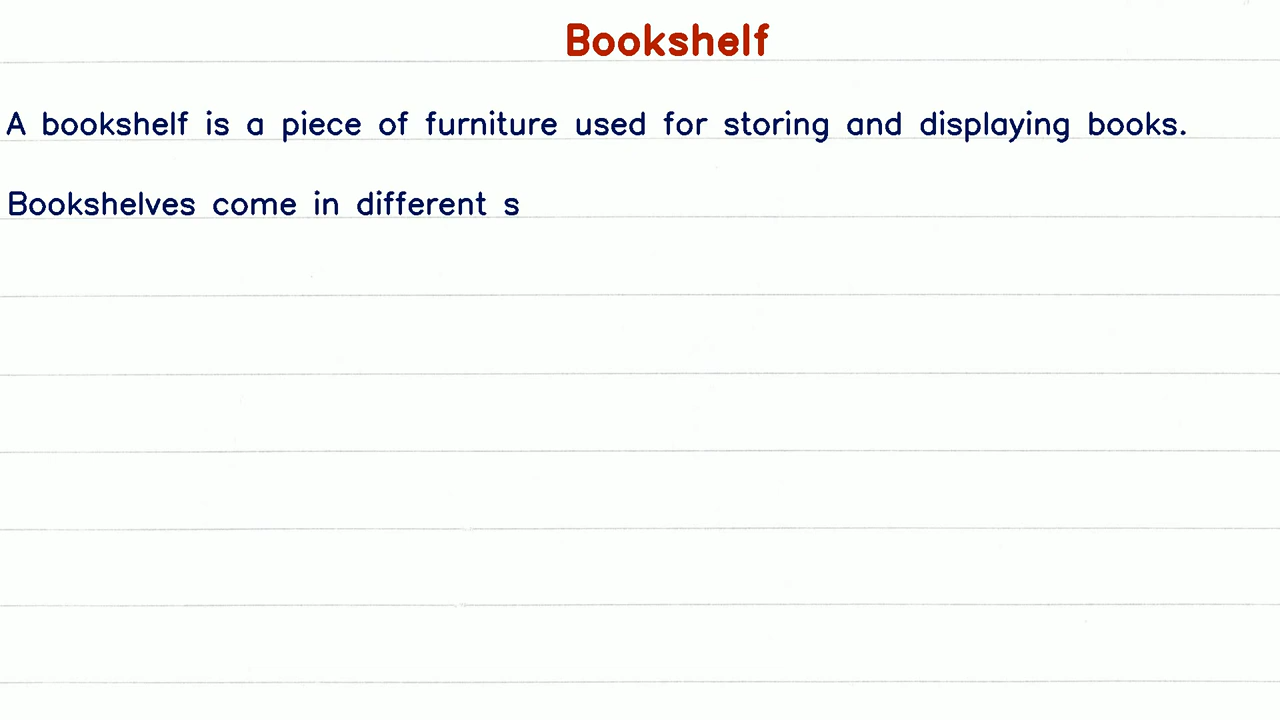 Bookshelf
A bookshelf is a piece of furniture used for storing and displaying books.
Bookshelves come in different s